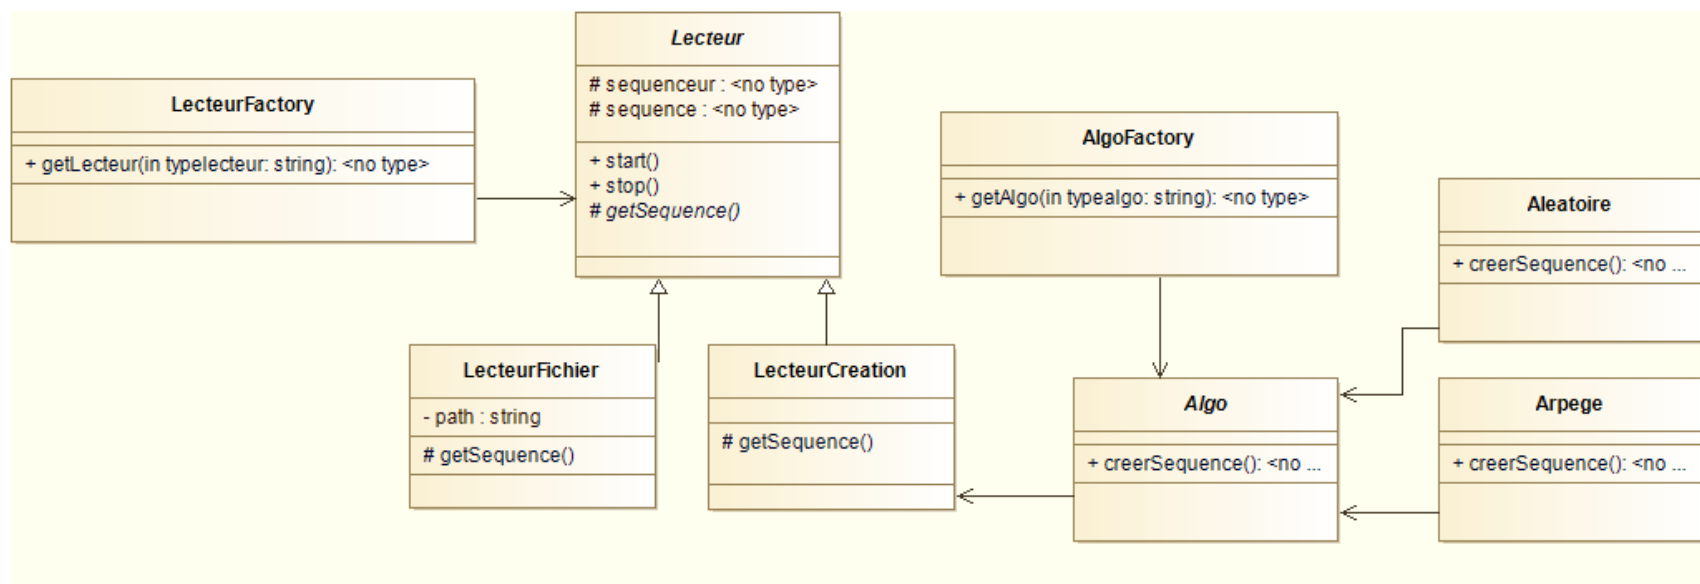 LecteurFactory
+ getLecteur(in typelecteur: string): <no type>
Lecteur
# sequenceur : <no type>
# sequence : <no type>
+ start()
+ stop()
# getSequence()
AlgoFactory
+ getAlgo(in typealgo: string): <no type>
Aleatoire
+ creerSequence(): <no ...
LecteurFichier
- path : string
# getSequence()
LecteurCreation
# getSequence()
Algo
+ creerSequence(): <no ...
Arpege
+ creerSequence(): <no ...